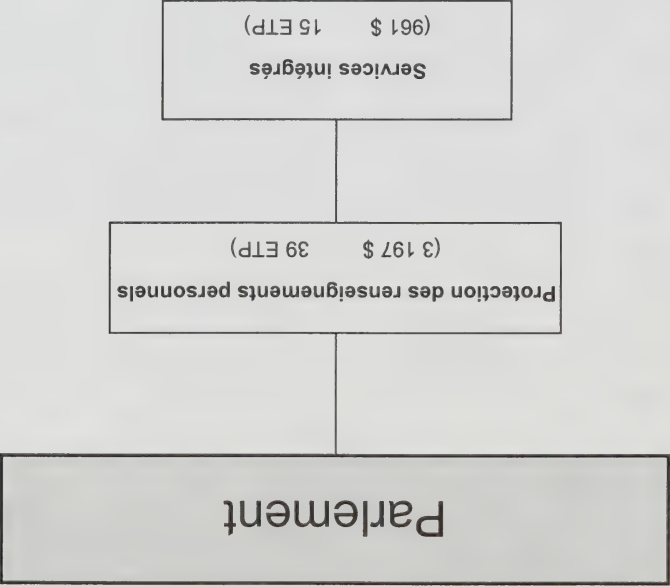 Parlement
Protection des renseignements personnels
(3 197 $ 39 ETP)
Services intégrés
(961 $ 15 ETP)